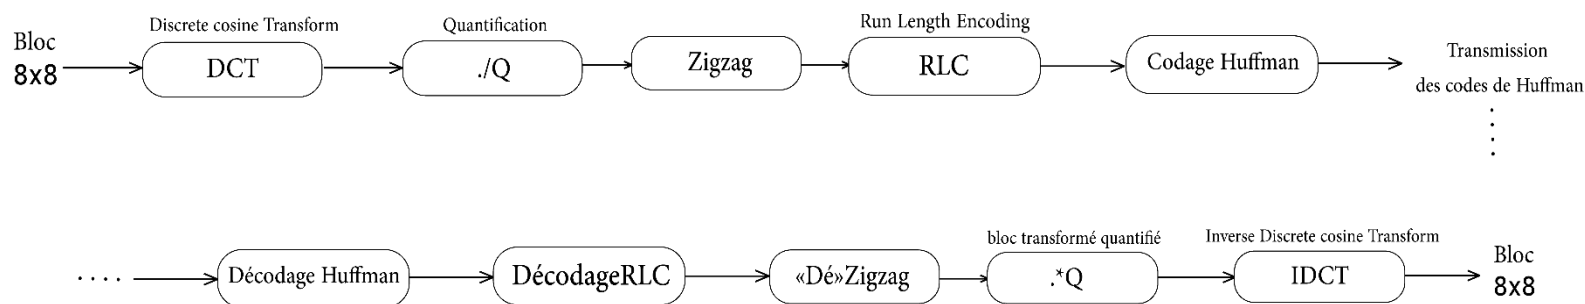 Discrete cosine Transform
Quantification
Run Length Encoding
Bloc
8x8
DCT
./Q
Zigzag
RLC
Codage Huffman
Transmission
des codes de Huffman
bloc transformé quantifié
Inverse Discrete cosine Transform
Décodage Huffman
DécodageRLC
«Dé»Zigzag
.*Q
IDCT
Bloc
8x8